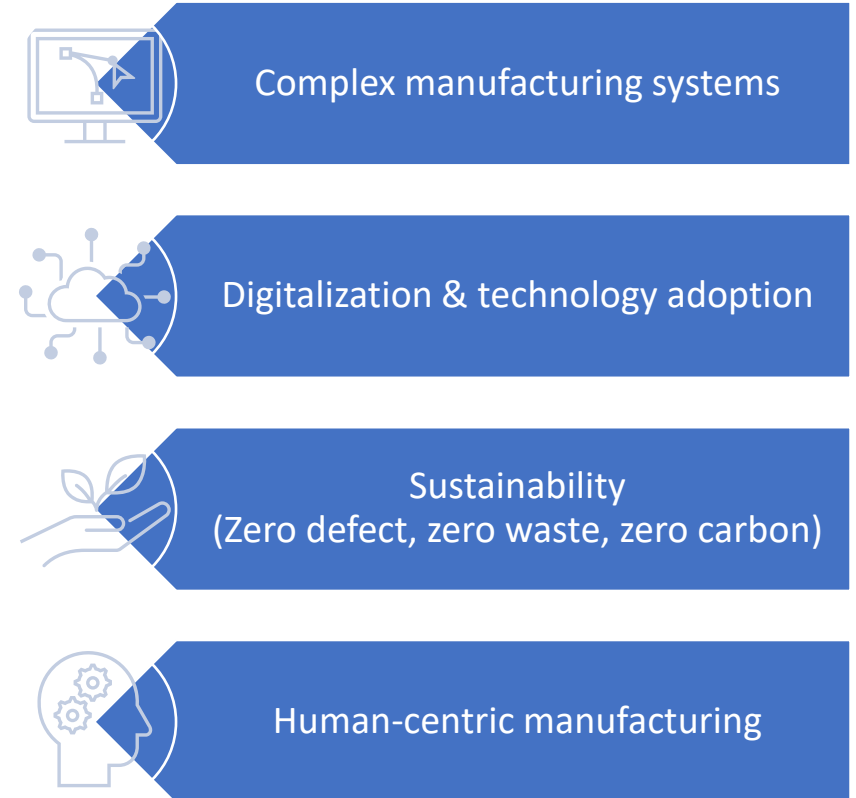 Complex manufacturing systems
Digitalization & technology adoption
Sustainability
(Zero defect, zero waste, zero carbon)
Human-centric manufacturing